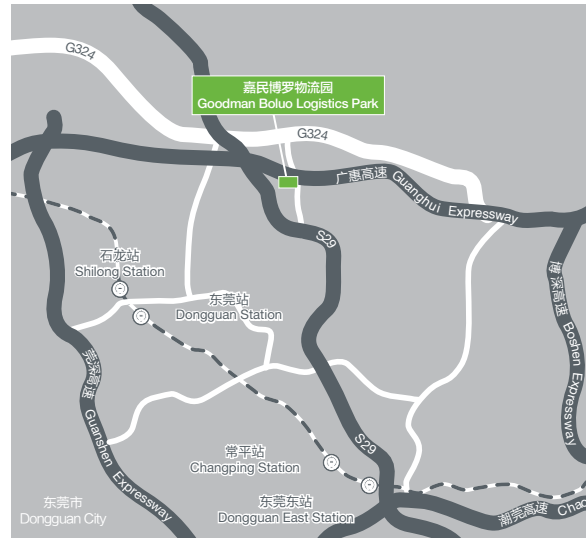 G324
嘉民博罗物流园
Goodman Boluo Logistics Park
G324
广惠高速 Guanghui Expressway
S29
石龙站
Shilong Station
东莞站
Dongguan Station
博深高速 Boshen Expressway
莞深高速 Guanshen Expressway
S29
常平站
Changping Station
东莞东站
Dongguan East Station
东莞市
Dongguan City
潮莞高速